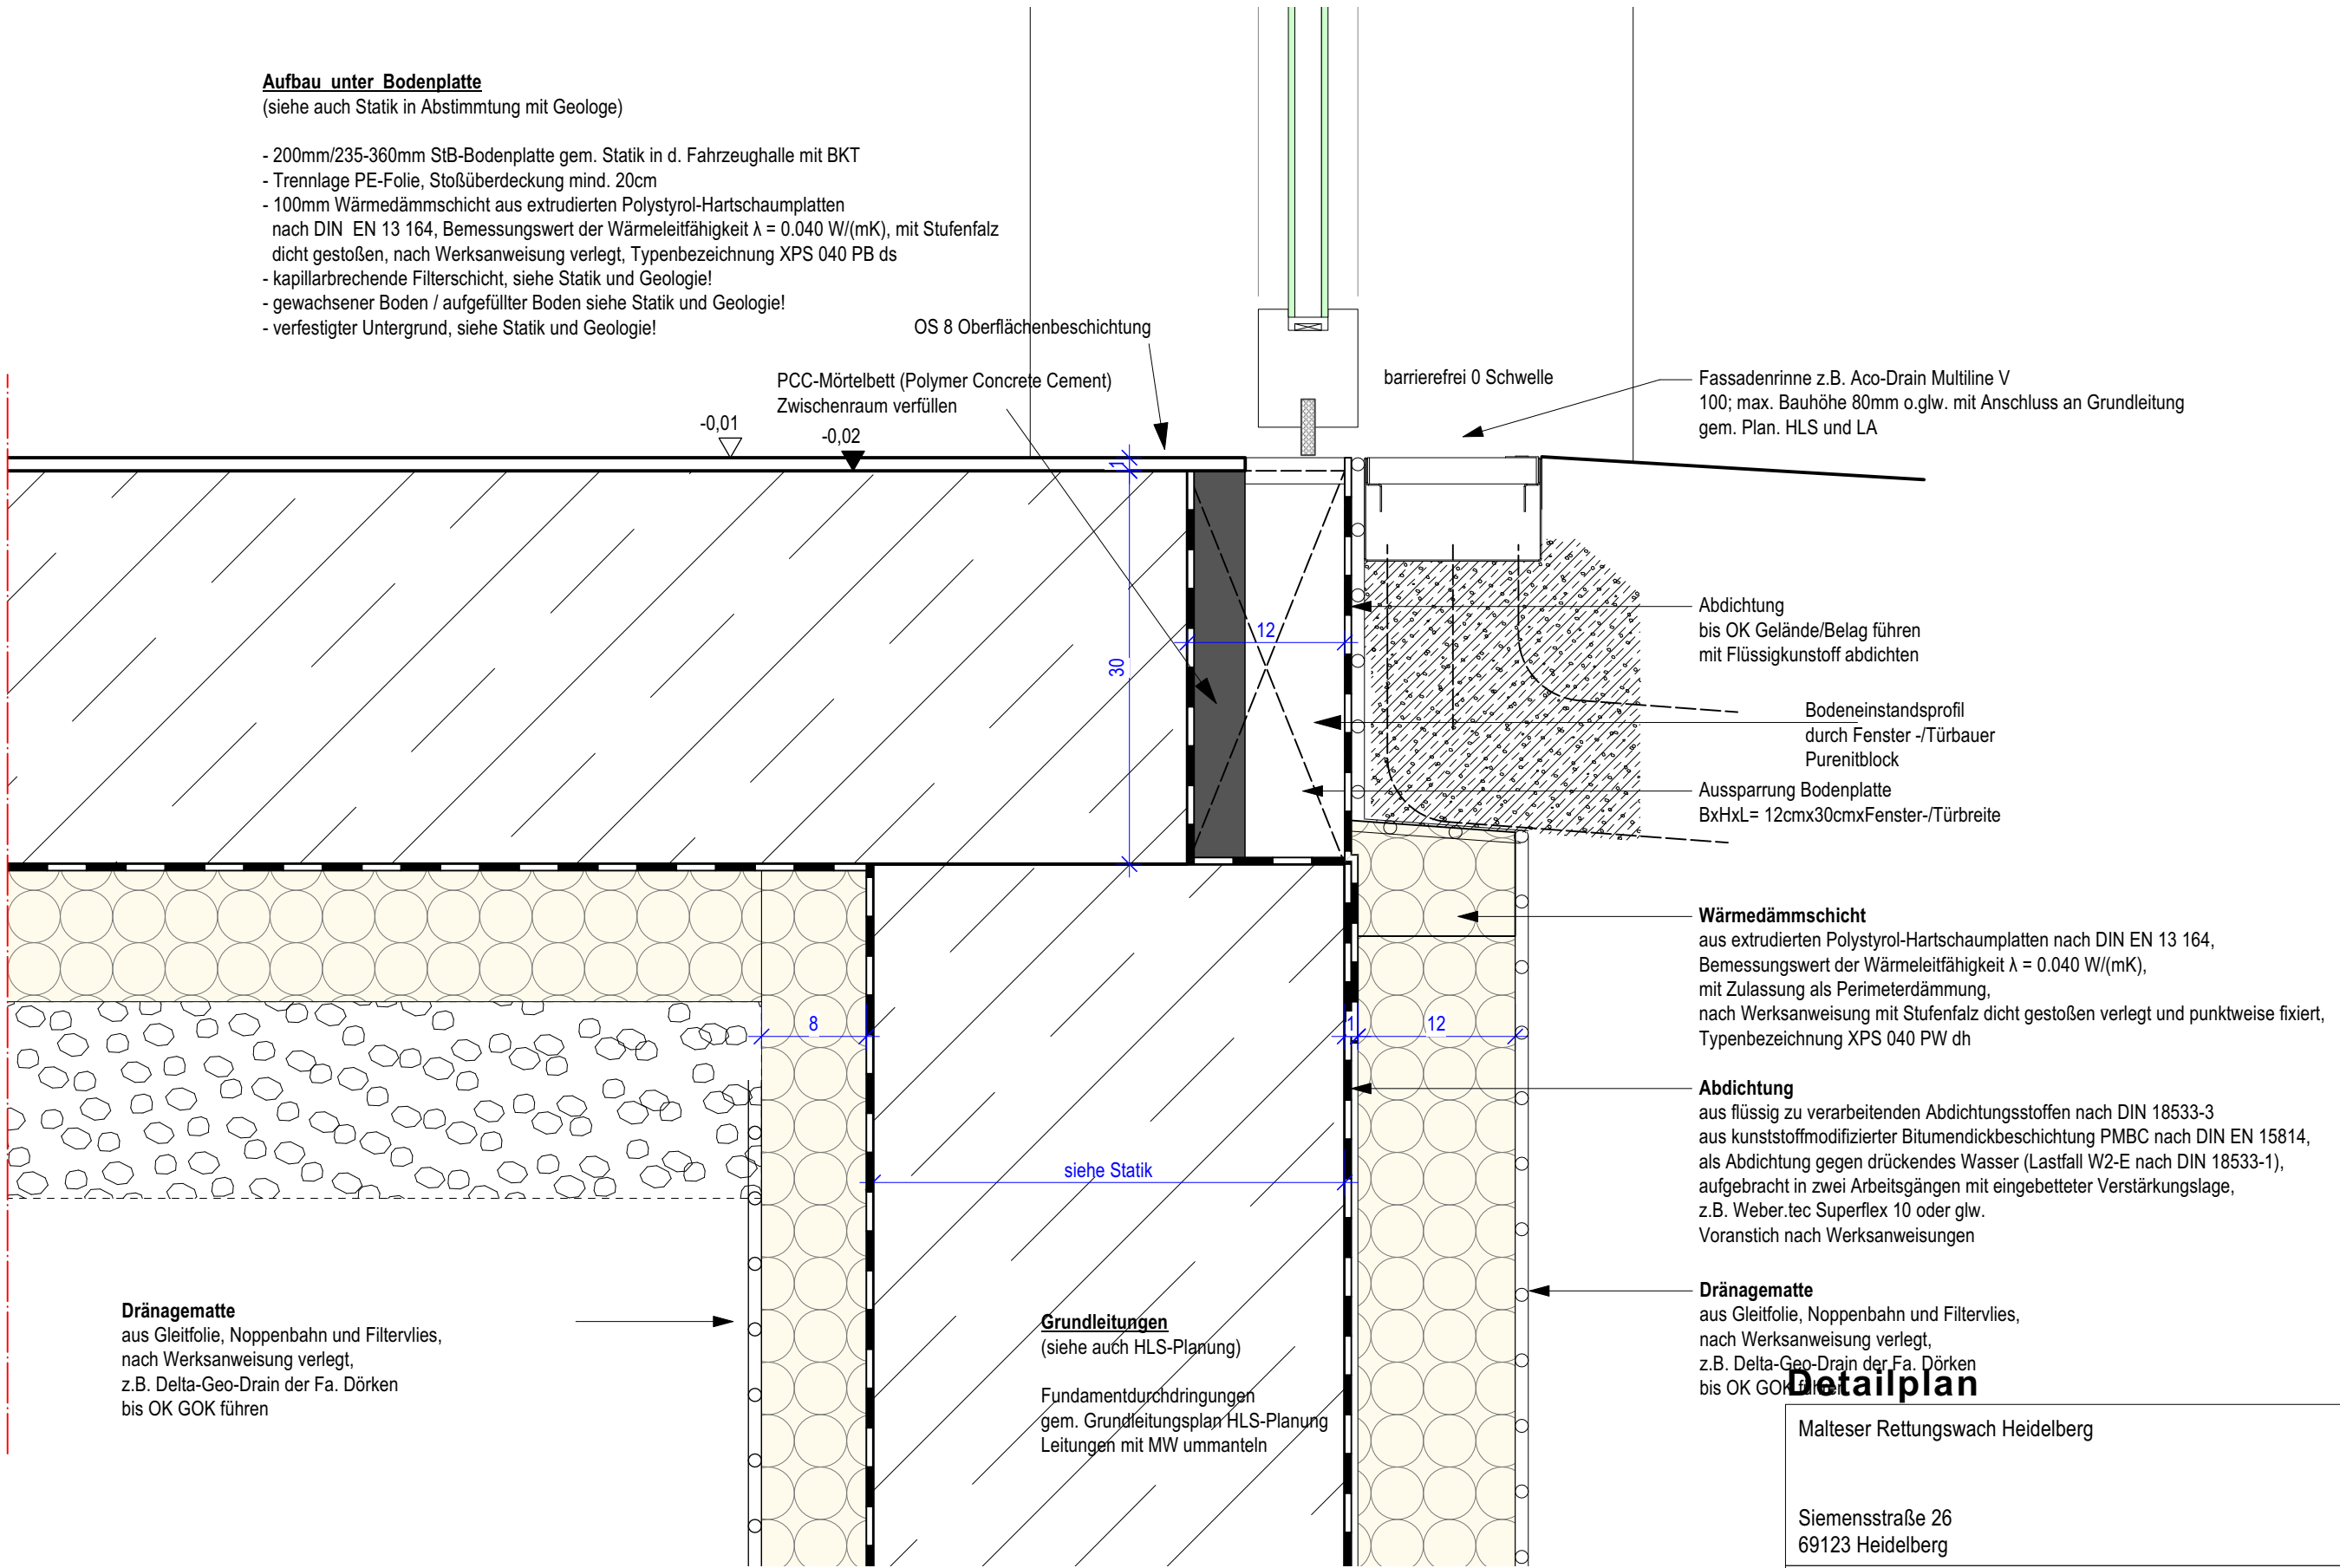 Aufbau unter Bodenplatte
(siehe auch Statik in Abstimmtung mit Geologe)
- 200mm/235-360mm StB-Bodenplatte gem. Statik in d. Fahrzeughalle mit BKT
- Trennlage PE-Folie, Stoßüberdeckung mind. 20cm
- 100mm Wärmedämmschicht aus extrudierten Polystyrol-Hartschaumplatten
nach DIN EN 13 164, Bemessungswert der Wärmeleitfähigkeit λ = 0.040 W/(mK), mit Stufenfalz
dicht gestoßen, nach Werksanweisung verlegt, Typenbezeichnung XPS 040 PB ds
- kapillarbrechende Filterschicht, siehe Statik und Geologie!
- gewachsener Boden / aufgefüllter Boden siehe Statik und Geologie!
- verfestigter Untergrund, siehe Statik und Geologie!
OS 8 Oberflächenbeschichtung
PCC-Mörtelbett (Polymer Concrete Cement)
Zwischenraum verfüllen
barrierefrei 0 Schwelle
Fassadenrinne z.B. Aco-Drain Multiline V
100; max. Bauhöhe 80mm o.glw. mit Anschluss an Grundleitung
gem. Plan. HLS und LA
-0,01
-0,02
1
30
12
Abdichtung
bis OK Gelände/Belag führen
mit Flüssigkunstoff abdichten
Bodeneinstandsprofil
durch Fenster -/Türbauer
Purenitblock
Aussparung Bodenplatte
BxHxL= 12cmx30cmxFenster-/Türbreite
Wärmedämmschicht
aus extrudierten Polystyrol-Hartschaumplatten nach DIN EN 13 164,
Bemessungswert der Wärmeleitfähigkeit λ = 0.040 W/(mK),
mit Zulassung als Perimeterdämmung,
nach Werksanweisung mit Stufenfalz dicht gestoßen verlegt und punktweise fixiert,
Typenbezeichnung XPS 040 PW dh
8
1
12
Abdichtung
aus flüssig zu verarbeitenden Abdichtungsstoffen nach DIN 18533-3
aus kunststoffmodifizierter Bitumendickbeschichtung PMBC nach DIN EN 15814,
als Abdichtung gegen drückendes Wasser (Lastfall W2-E nach DIN 18533-1),
aufgebracht in zwei Arbeitsgängen mit eingebetteter Verstärkungslage,
z.B. Weber.tec Superflex 10 oder glw.
Voranstich nach Werksanweisungen
siehe Statik
Dränagematte
aus Gleitfolie, Noppenbahn und Filtervlies,
nach Werksanweisung verlegt,
z.B. Delta-Geo-Drain der Fa. Dörken
bis OK GOK führen
Grundleitungen
(siehe auch HLS-Planung)
Fundamentdurchdringungen
gem. Grundleitungsplan HLS-Planung
Leitungen mit MW ummanteln
Dränagematte
aus Gleitfolie, Noppenbahn und Filtervlies,
nach Werksanweisung verlegt,
z.B. Delta-Geo-Drain der Fa. Dörken
bis OK GOK führen
Detailplan
Malteser Rettungswach Heidelberg
Siemensstraße 26
69123 Heidelberg